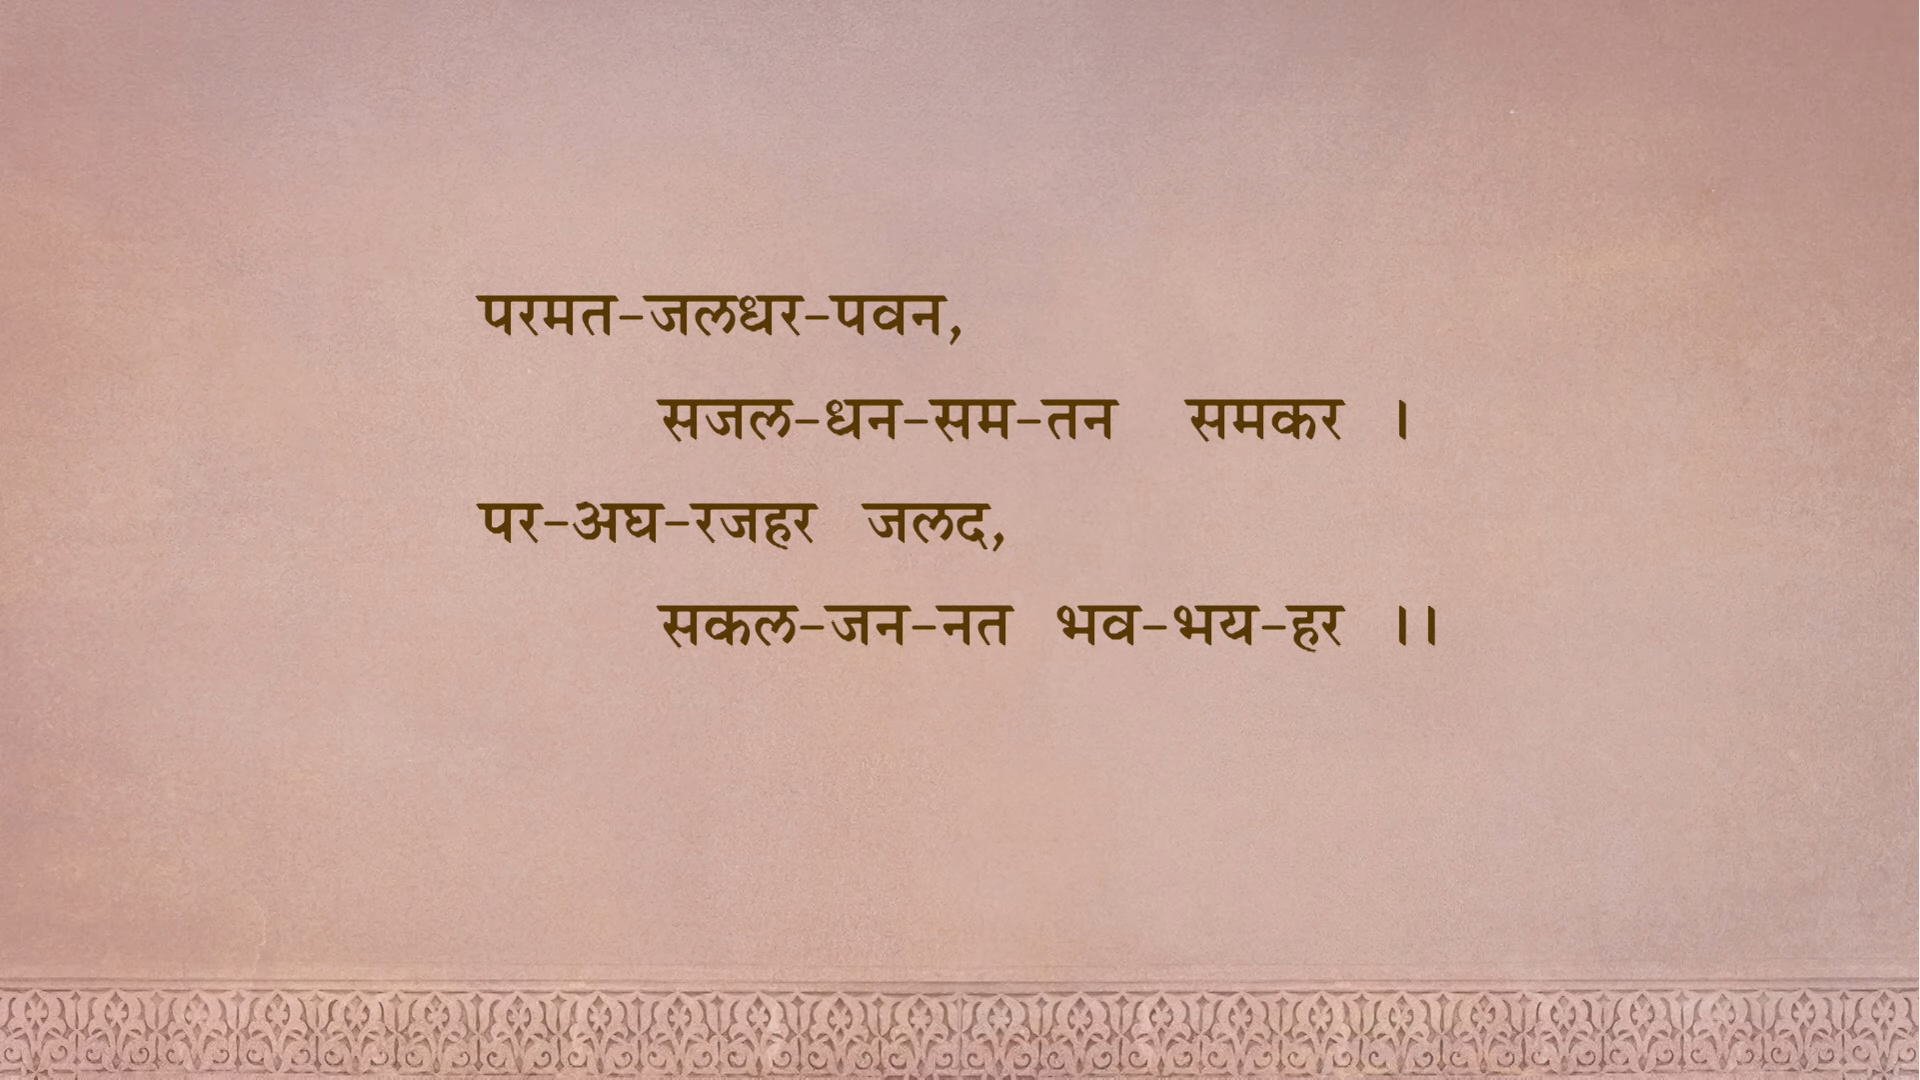 परमत-जलधर-पवन,
सजल-धन-सम-तन समकर ।
पर-अघ-रजहर जलद,
सकल-जन-नत भव-भय-हर ।।